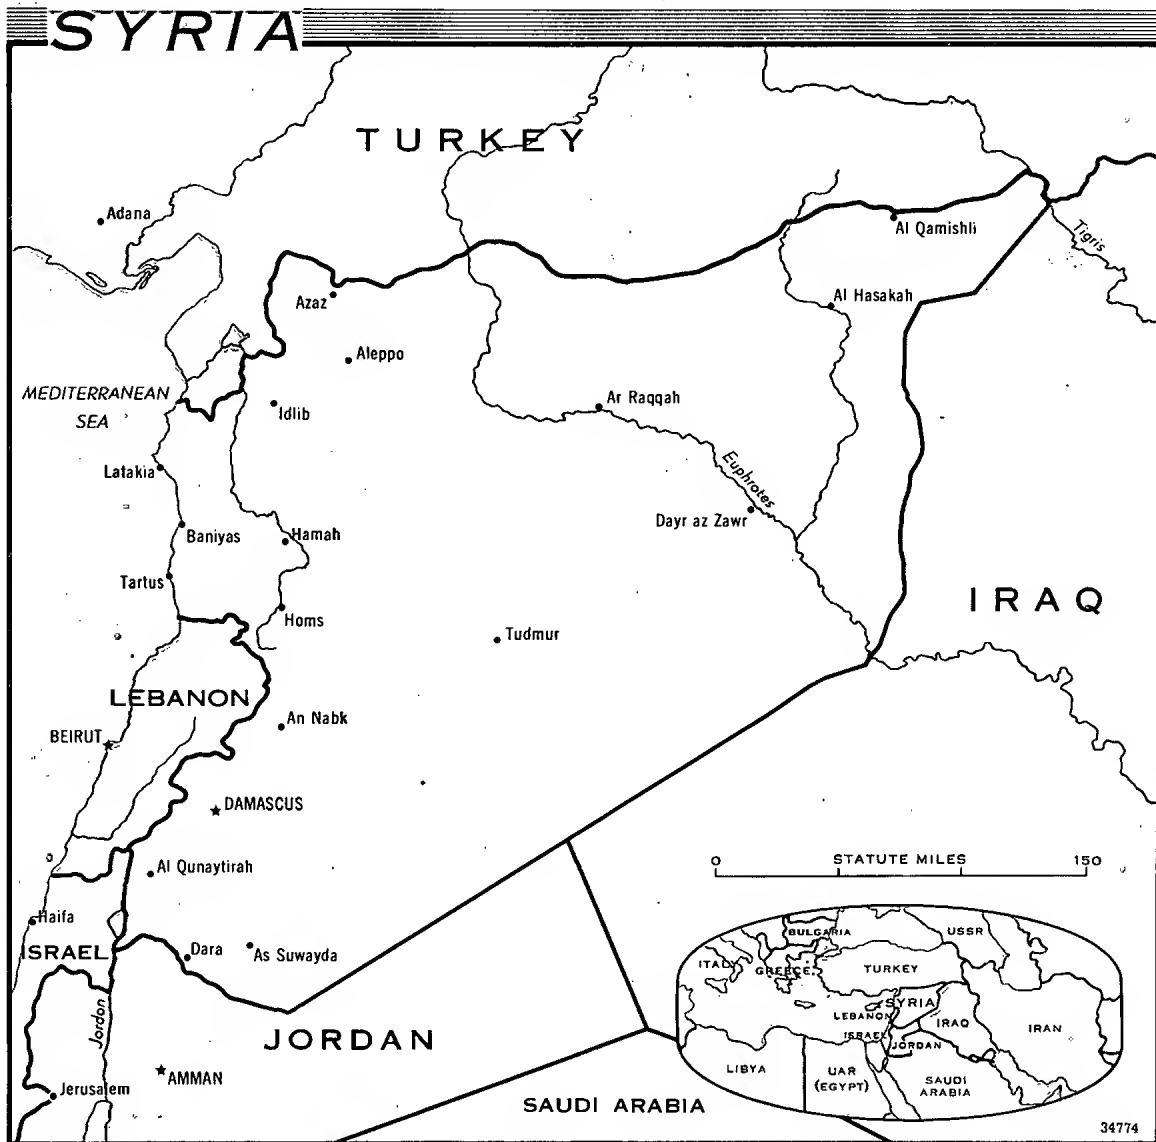 SYRIA
TURKEY
Adana
Al Qamishli
Tigris
Azaz
Al Hasakah
Aleppo
MEDITERRANEAN
SEA
Ar Raqqah
Idlib
Latakia
Euphrotes
Dayr az Zawr
Baniyas
Hamah
Tartus
IRAQ
Homs
Tudmur
LEBANON
An Nabk
BEIRUT
DAMASCUS
Al Qunaytirah
0 STATUTE MILES 150
Haifa
ISRAEL
Dara
As Suwayda
Jordan
JORDAN
AMMAN
Jerusalem
SAUDI ARABIA
BULGARIA
USSR
ITALY
GREECE
TURKEY
SYRIA
LEBANON
ISRAEL
IRAQ
IRAN
JORDAN
LIBYA
UAR
(EGYPT)
SAUDI
ARABIA
34774